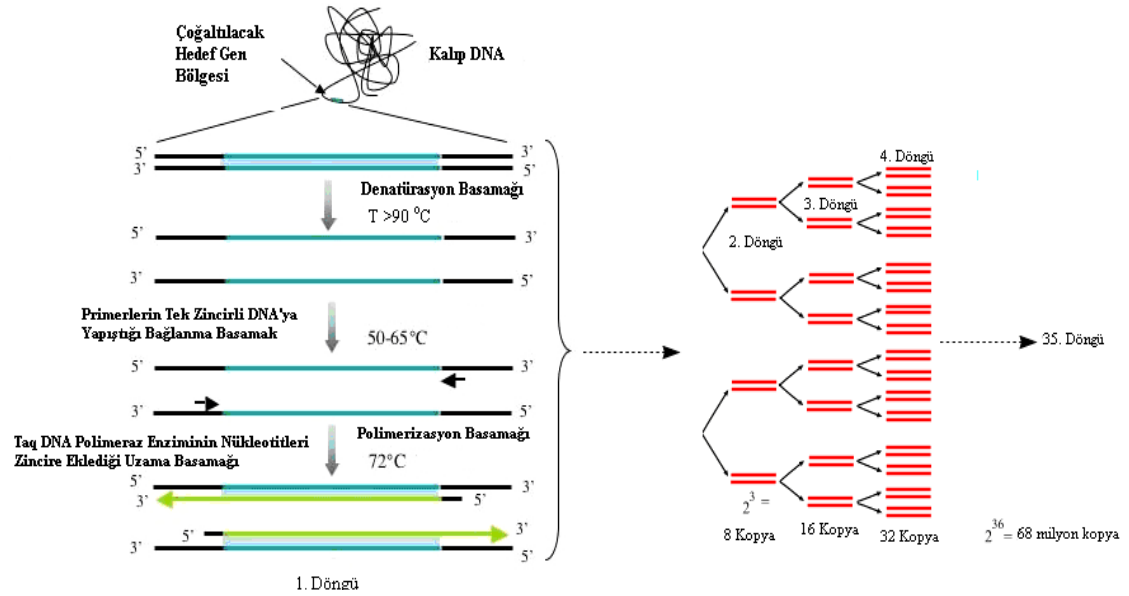 Çoğaltılacak
Hedef Gen
Bölgesi
Kalıp DNA
5’ 3’
3’ 5’
Denatürasyon Basamağı
T >90 ⁰C
5’ 3’
3’ 5’
Primerlerin Tek Zincirli DNA'ya
Yapıştığı Bağlanma Basamak
50-65°C
5’ 3’
3’ 5’
Taq DNA Polimeraz Enziminin Nükleotitleri
Zincire Eklediği Uzama Basamağı
Polimerizasyon Basamağı
72°C
5’ 3’
3’ 5’
5’ 3’
3’ 5’
1. Döngü
2. Döngü
3. Döngü
4. Döngü
35. Döngü
2³ =
8 Kopya
16 Kopya
32 Kopya
2³⁶= 68 milyon kopya